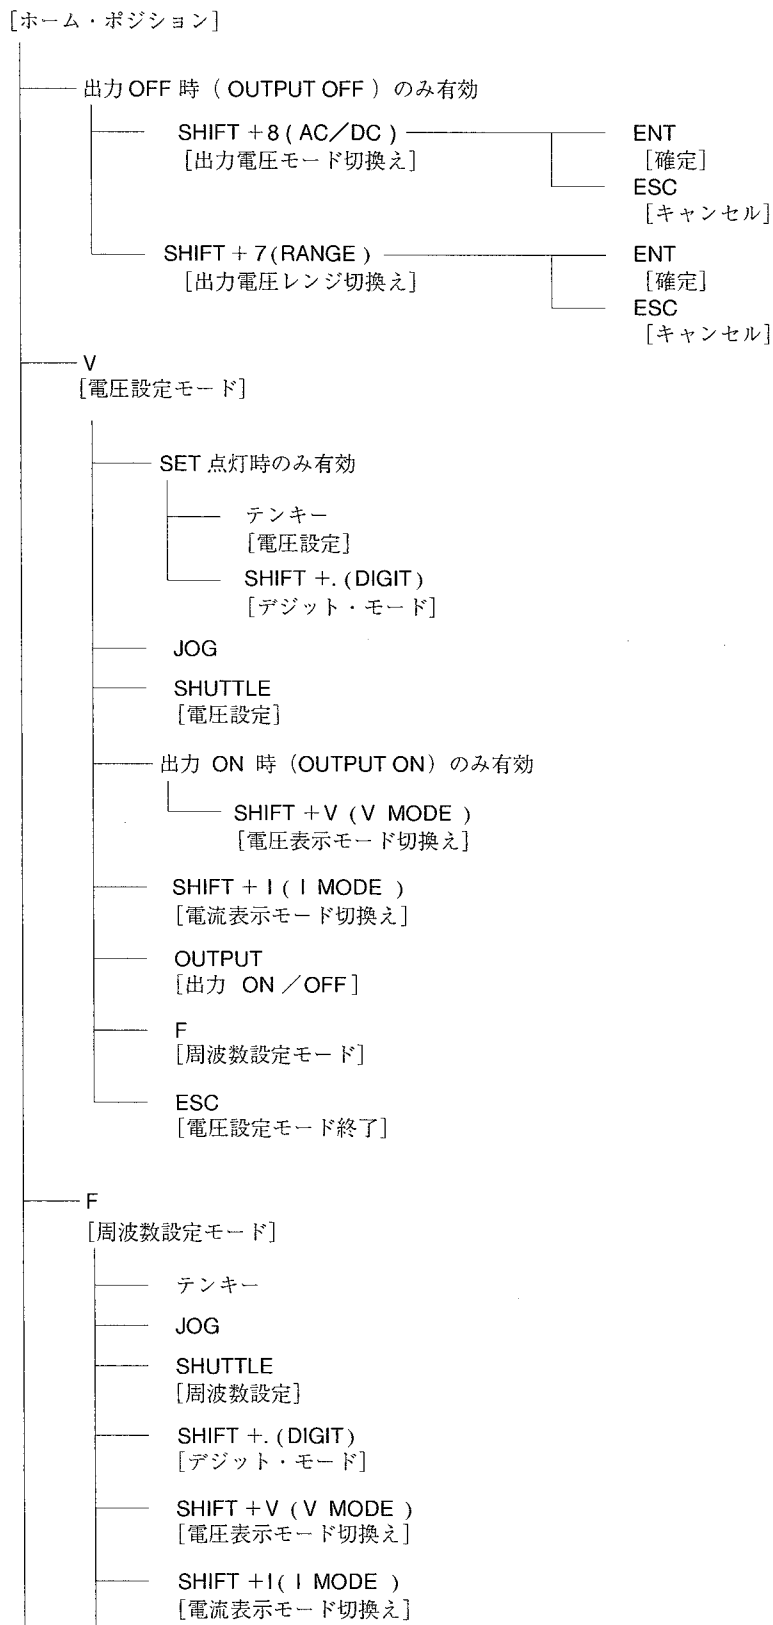 [ホーム・ポジション]
出力 OFF 時 ( OUTPUT OFF ) のみ有効
SHIFT +8 ( AC/DC ) ENT
[出力電圧モード切換え] [確定]
ESC
[キャンセル]
SHIFT + 7(RANGE ) ENT
[出力電圧レンジ切換え] [確定]
ESC
[キャンセル]
V
[電圧設定モード]
SET 点灯時のみ有効
テンキー
[電圧設定]
SHIFT +. (DIGIT)
[デジット・モード]
JOG
SHUTTLE
[電圧設定]
出力 ON 時 (OUTPUT ON) のみ有効
SHIFT +V (V MODE )
[電圧表示モード切換え]
SHIFT + I ( I MODE )
[電流表示モード切換え]
OUTPUT
[出力 ON /OFF]
F
[周波数設定モード]
ESC
[電圧設定モード終了]
F
[周波数設定モード]
テンキー
JOG
SHUTTLE
[周波数設定]
SHIFT +. (DIGIT)
[デジット・モード]
SHIFT +V (V MODE )
[電圧表示モード切換え]
SHIFT +I ( I MODE )
[電流表示モード切換え]